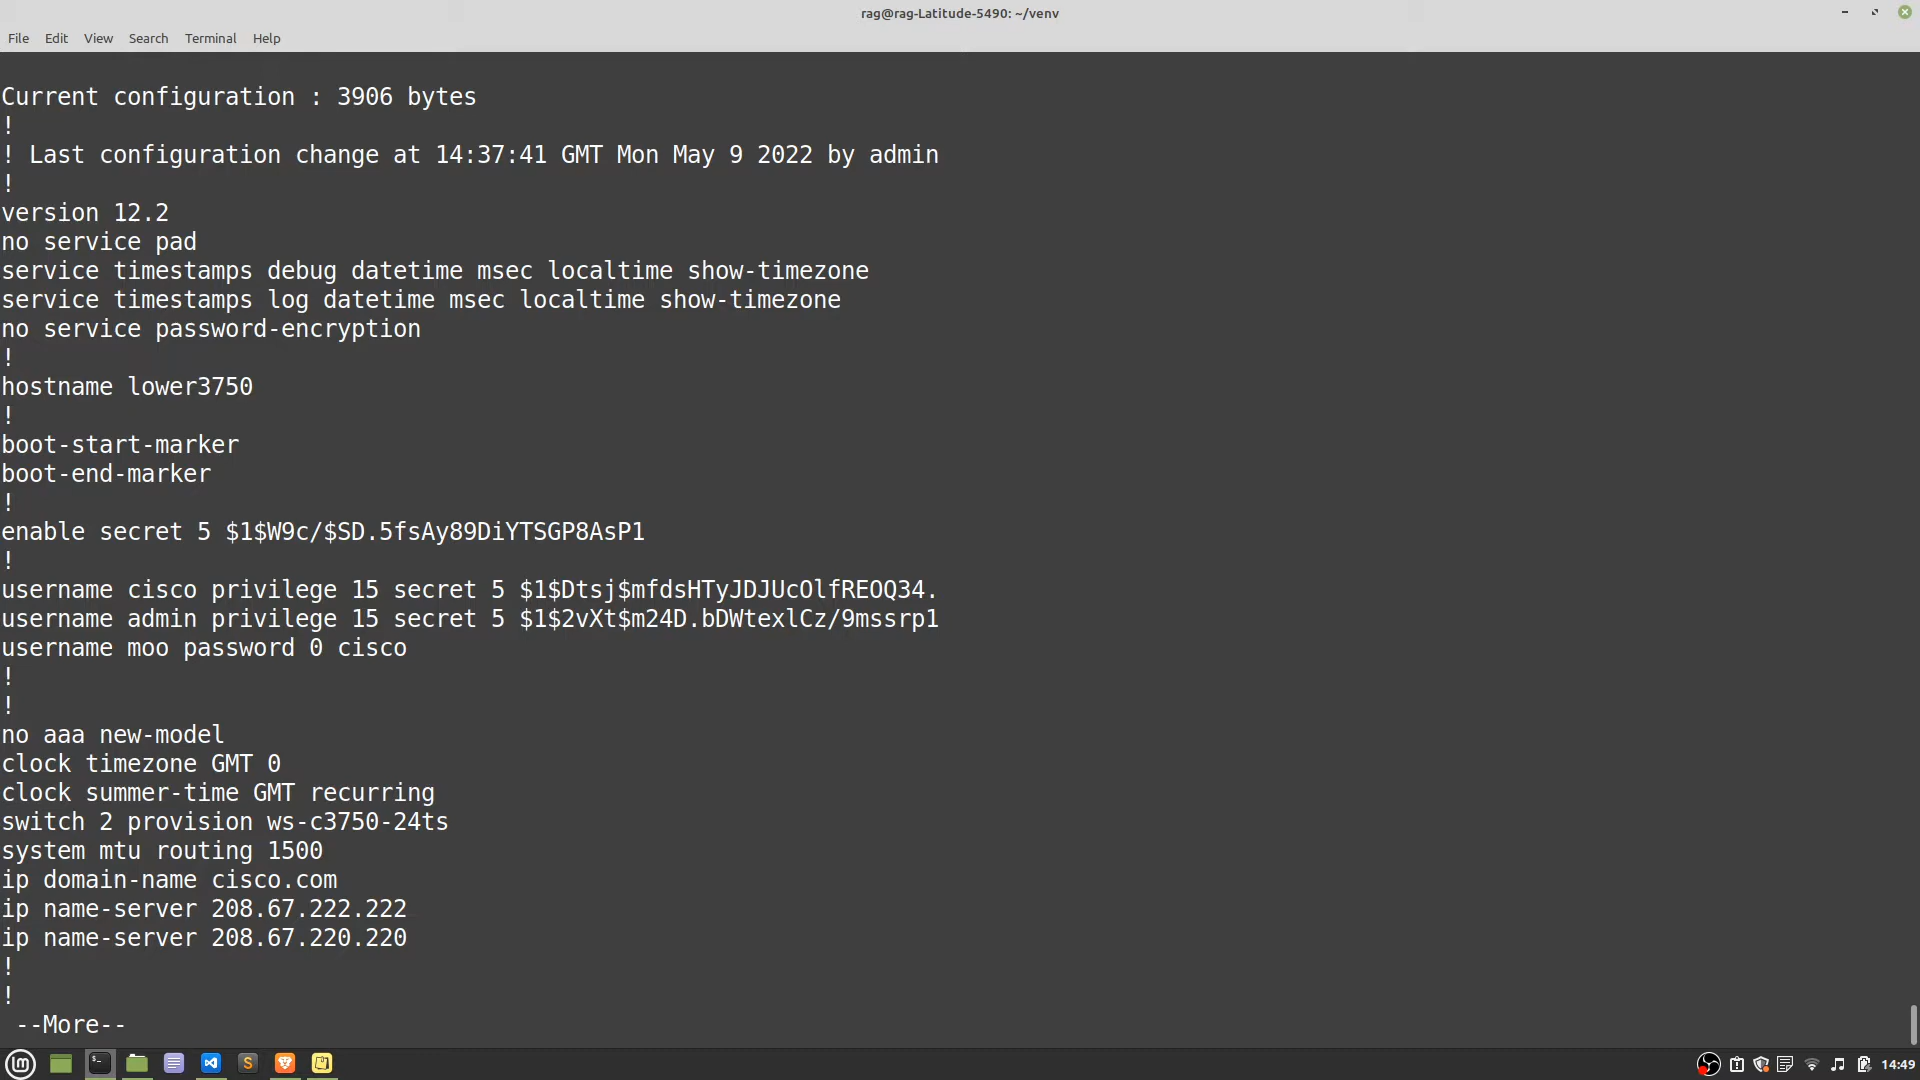 rag@rag-Latitude-5490: ~/venv
File Edit View Search Terminal Help
Current configuration : 3906 bytes
!
! Last configuration change at 14:37:41 GMT Mon May 9 2022 by admin
!
version 12.2
no service pad
service timestamps debug datetime msec localtime show-timezone
service timestamps log datetime msec localtime show-timezone
no service password-encryption
!
hostname lower3750
!
boot-start-marker
boot-end-marker
!
enable secret 5 $1$W9c/$SD.5fsAy89DiYTSGP8AsP1
!
username cisco privilege 15 secret 5 $1$Dtsj$mfdsHTyJDJUcOlfREOQ34.
username admin privilege 15 secret 5 $1$2vXt$m24D.bDWtexlCz/9mssrp1
username moo password 0 cisco
!
!
no aaa new-model
clock timezone GMT 0
clock summer-time GMT recurring
switch 2 provision ws-c3750-24ts
system mtu routing 1500
ip domain-name cisco.com
ip name-server 208.67.222.222
ip name-server 208.67.220.220
!
!
--More--
14:49